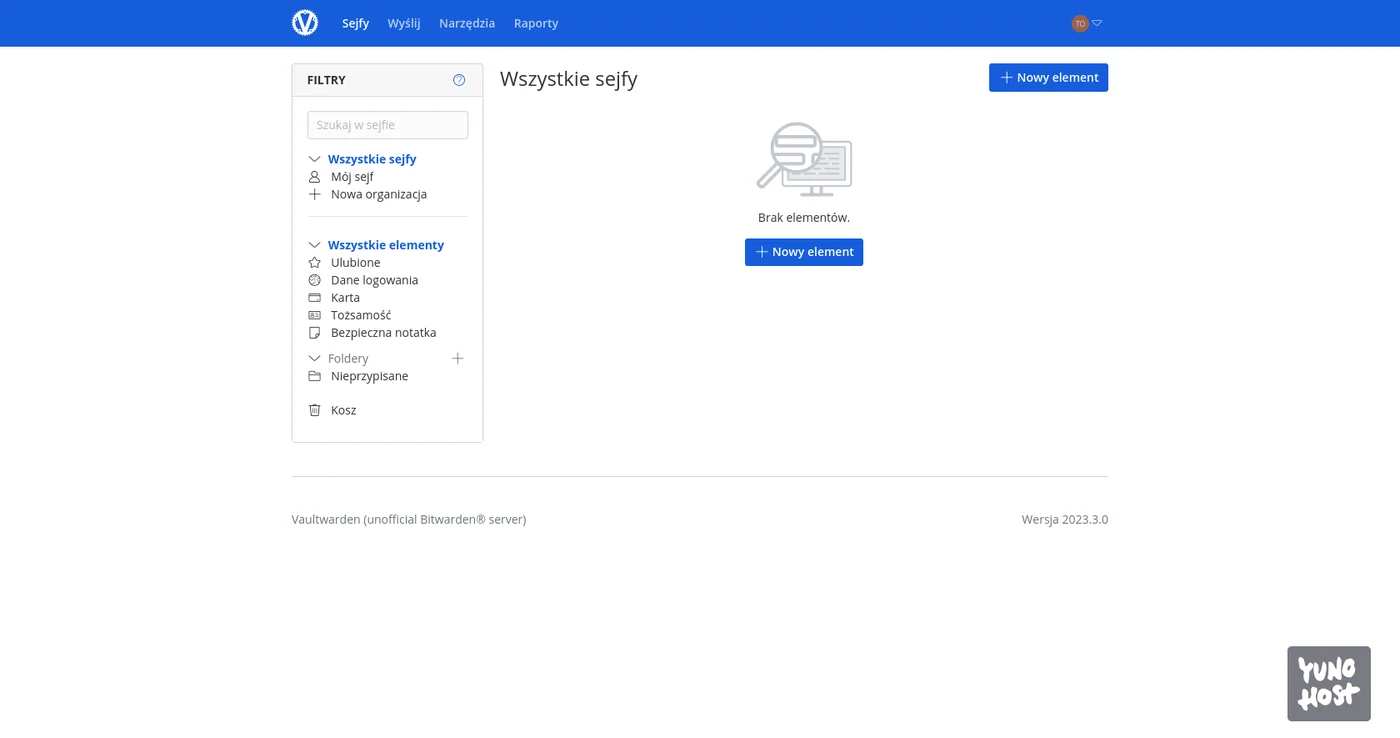 Sejfy Wyślij Narzędzia Raporty TO
FILTRY
Szukaj w sejfie
Wszystkie sejfy
Mój sejf
Nowa organizacja
Wszystkie elementy
Ulubione
Dane logowania
Karta
Tożsamość
Bezpieczna notatka
Foldery
Nieprzypisane
Kosz
Wszystkie sejfy
Nowy element
Brak elementów.
Nowy element
Vaultwarden (unofficial Bitwarden® server)
Wersja 2023.3.0
YUNO
HOST